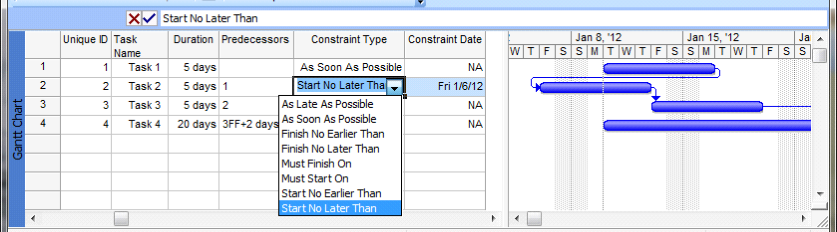 Start No Later Than
Unique ID Task Name Duration Predecessors Constraint Type Constraint Date
Jan 8, '12 Jan 15, '12 Ja
W T F S S M T W T F S S M T W T F S S
1 1 Task 1 5 days As Soon As Possible NA
2 2 Task 2 5 days 1 Start No Later Tha Fri 1/6/12
3 3 Task 3 5 days 2 NA
4 4 Task 4 20 days 3FF+2 days NA
As Late As Possible
As Soon As Possible
Finish No Earlier Than
Finish No Later Than
Must Finish On
Must Start On
Start No Earlier Than
Start No Later Than
Gantt Chart